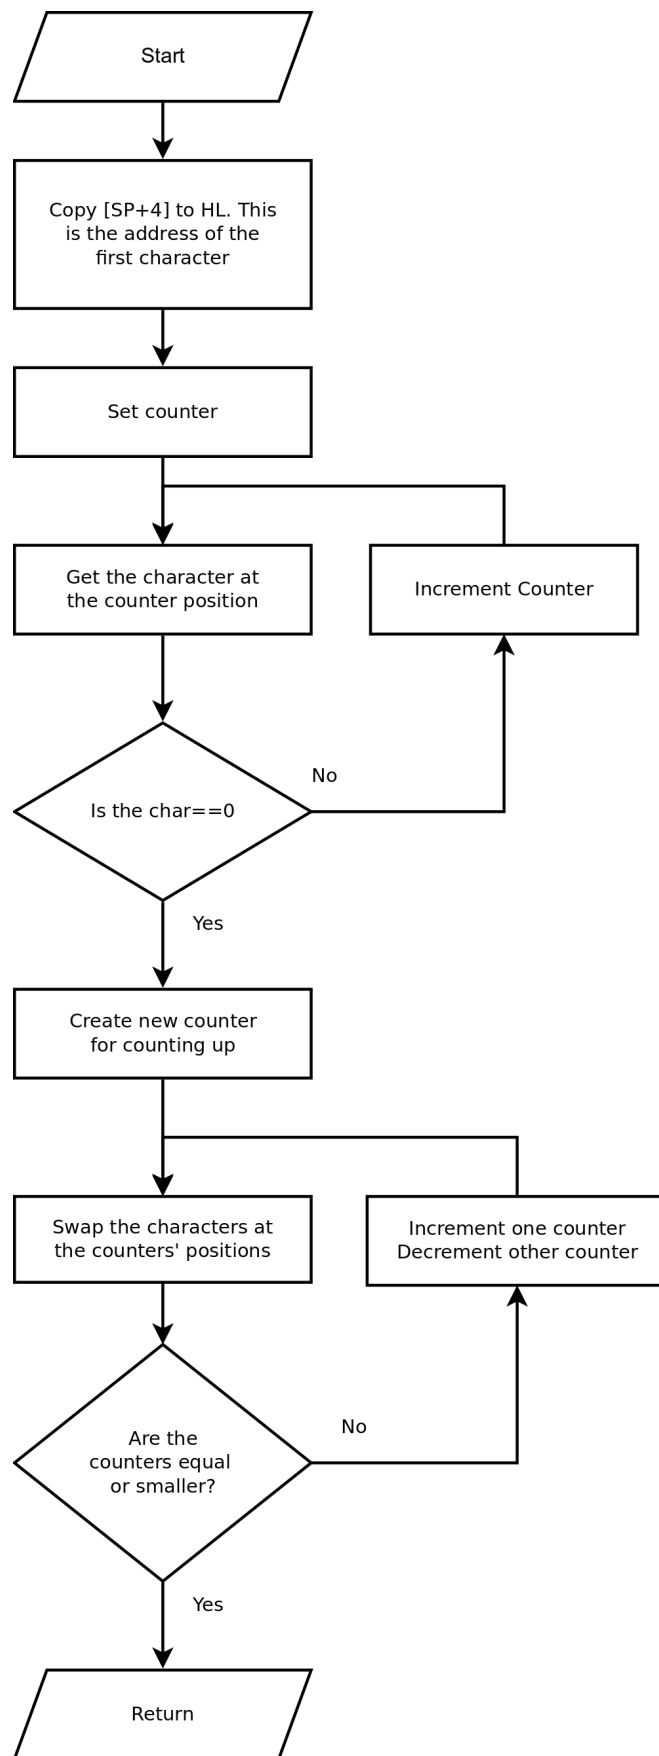 Start
Copy [SP+4] to HL. This
is the address of the
first character
Set counter
Get the character at
the counter position
Increment Counter
No
Is the char==0
Yes
Create new counter
for counting up
Swap the characters at
the counters' positions
Increment one counter
Decrement other counter
No
Are the
counters equal
or smaller?
Yes
Return